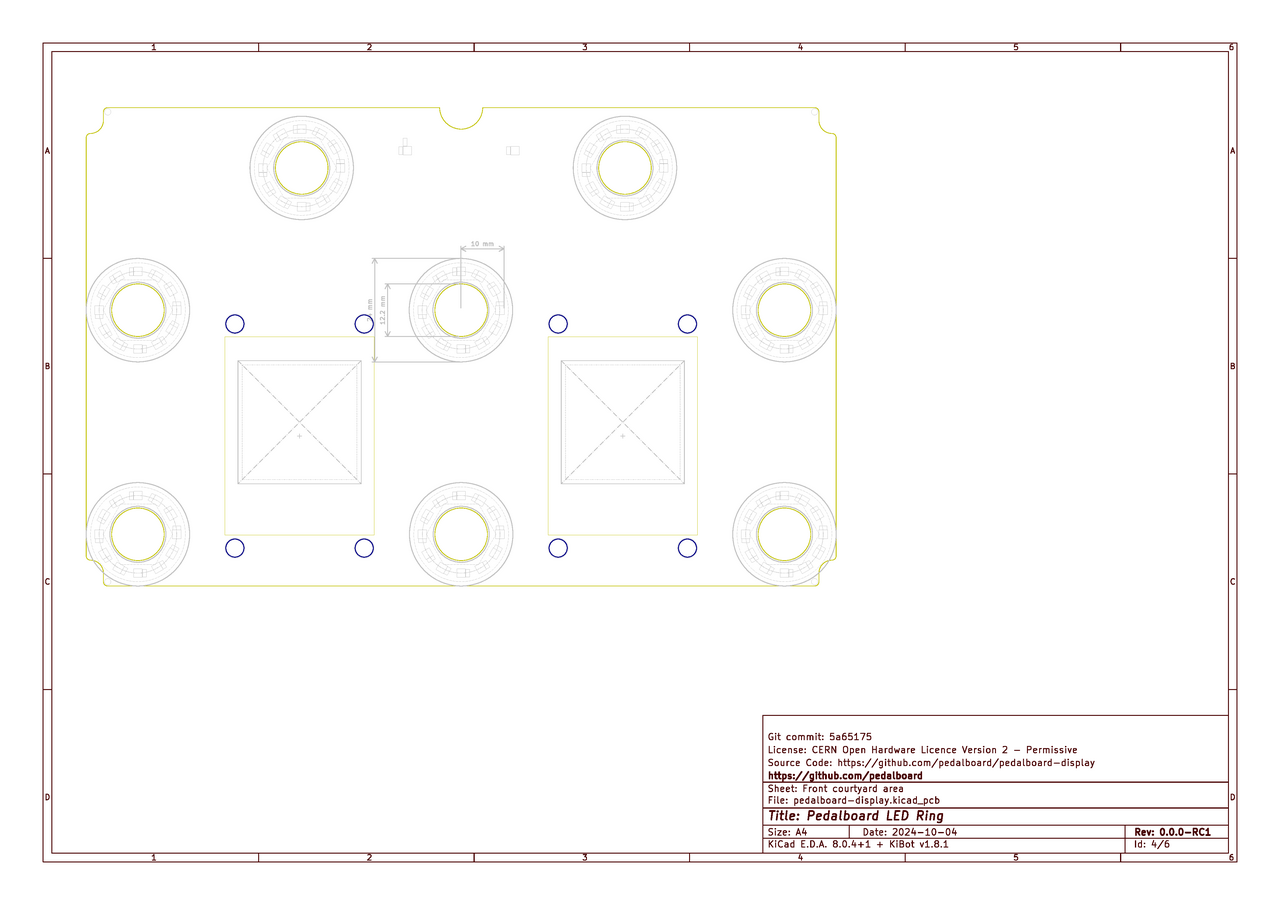 1 2 3 4 5 6
A A
10 mm
mm
12.2 mm
B B
C C
Git commit: 5a65175
License: CERN Open Hardware Licence Version 2 - Permissive
Source Code: https://github.com/pedalboard/pedalboard-display
https://github.com/pedalboard
D D
Sheet: Front courtyard area
File: pedalboard-display.kicad_pcb
Title: Pedalboard LED Ring
Size: A4 Date: 2024-10-04 Rev: 0.0.0-RC1
KiCad E.D.A. 8.0.4+1 + KiBot v1.8.1 Id: 4/6
1 2 3 4 5 6